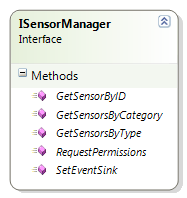 ISensorManager
Interface
Methods
GetSensorByID
GetSensorsByCategory
GetSensorsByType
RequestPermissions
SetEventSink